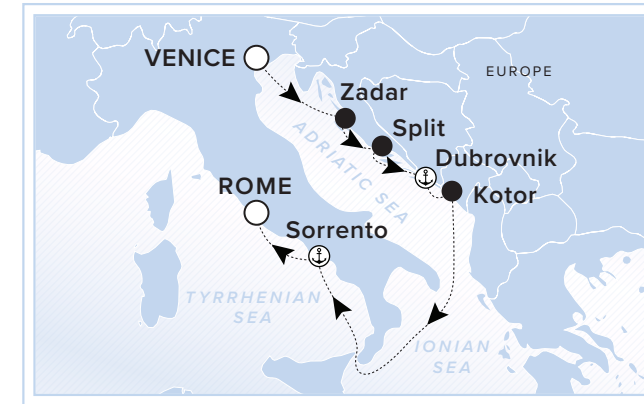 VENICE
EUROPE
Zadar
Split
ADRIATIC SEA
Dubrovnik
ROME
Kotor
Sorrento
TYRRHENIAN
SEA
IONIAN
SEA